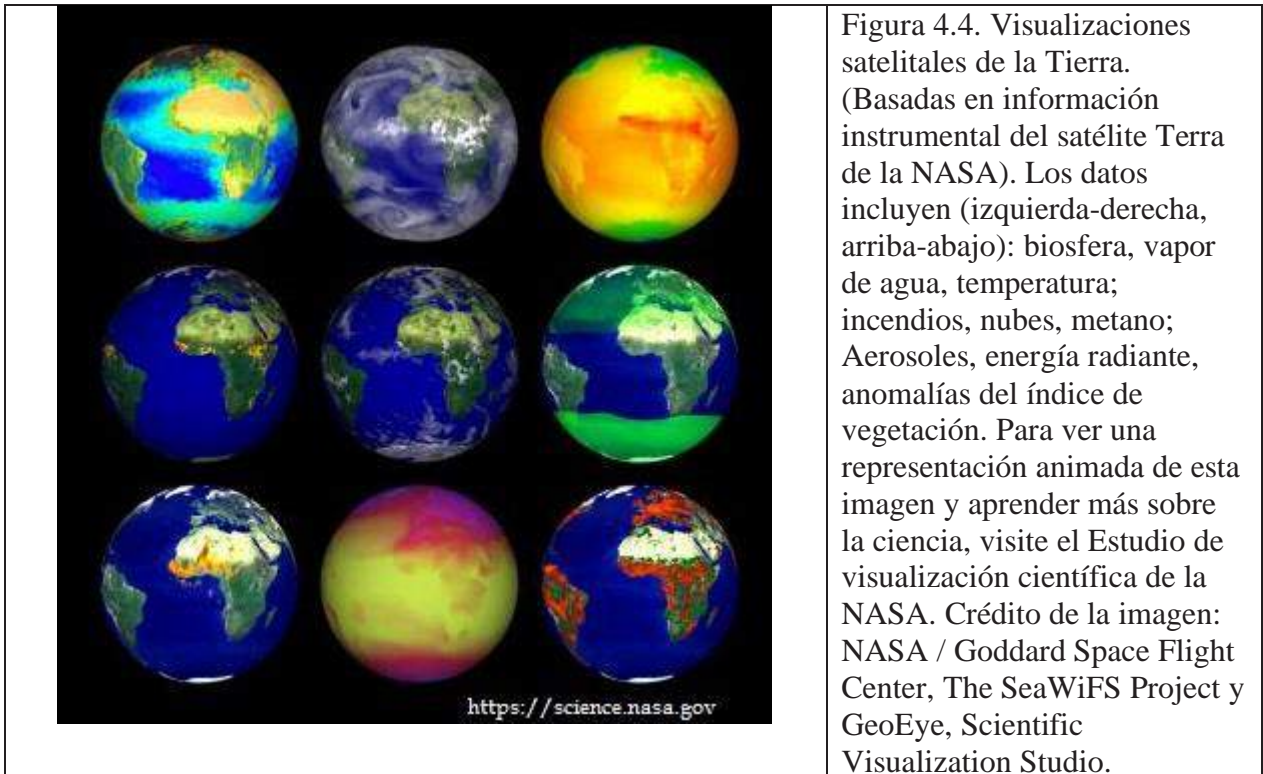 https://science.nasa.gov
Figura 4.4. Visualizaciones
satelitales de la Tierra.
(Basadas en información
instrumental del satélite Terra
de la NASA). Los datos
incluyen (izquierda-derecha,
arriba-abajo): biosfera, vapor
de agua, temperatura;
incendios, nubes, metano;
Aerosoles, energía radiante,
anomalías del índice de
vegetación. Para ver una
representación animada de esta
imagen y aprender más sobre
la ciencia, visite el Estudio de
visualización científica de la
NASA. Crédito de la imagen:
NASA / Goddard Space Flight
Center, The SeaWiFS Project y
GeoEye, Scientific
Visualization Studio.